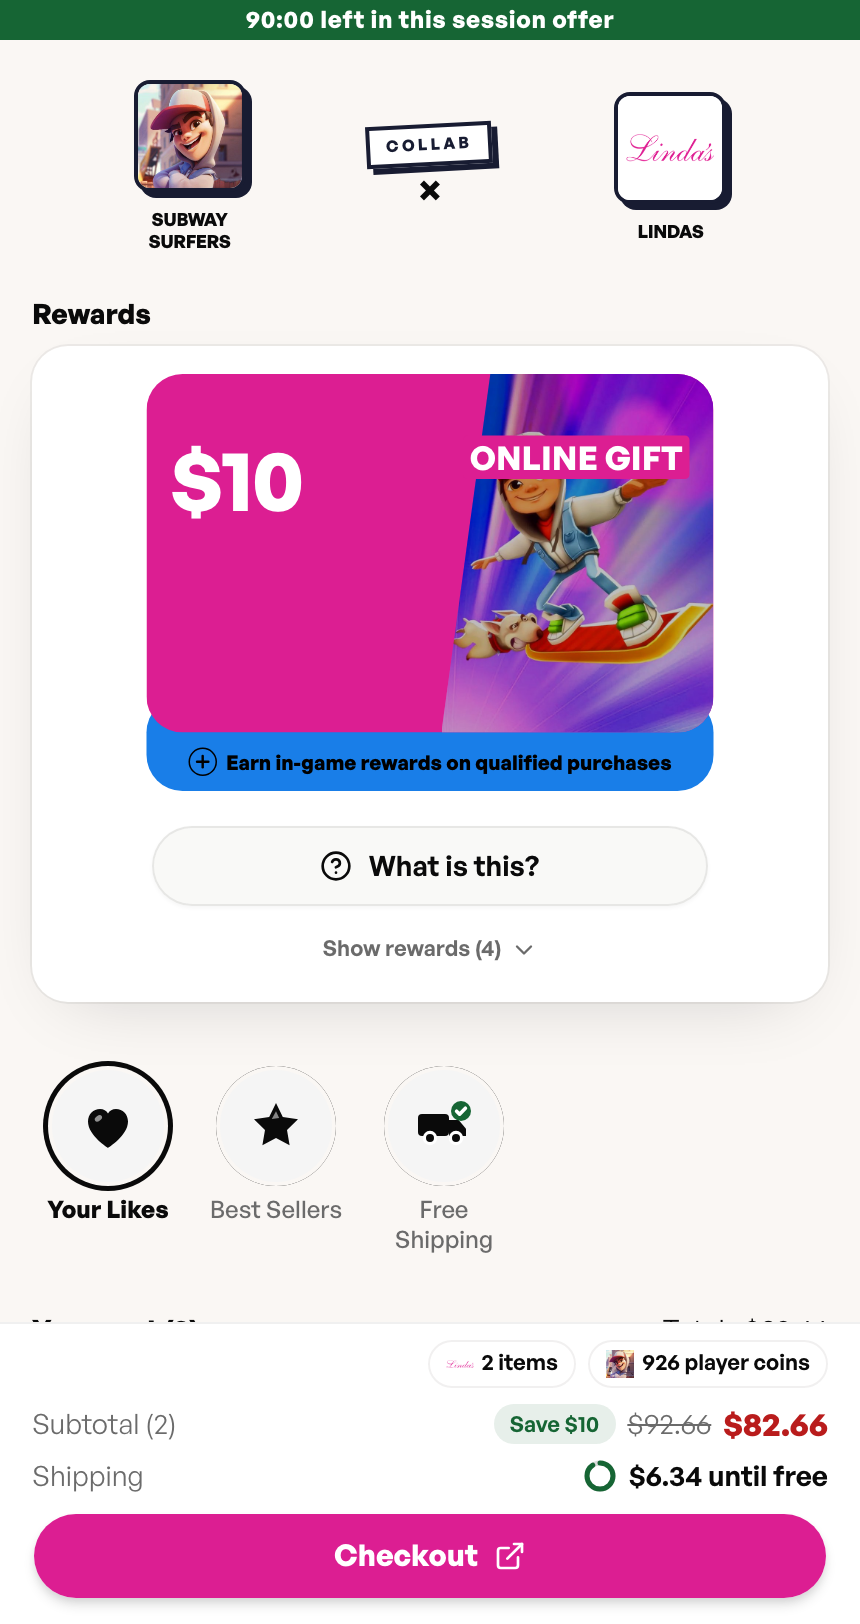 90:00 left in this session offer
COLLAB
Linda's
SUBWAY
SURFERS
LINDAS
Rewards
$10
ONLINE GIFT
Earn in-game rewards on qualified purchases
What is this?
Show rewards (4)
Your Likes
Best Sellers
Free
Shipping
Linda's 2 items
926 player coins
Subtotal (2)
Save $10 $92.66 $82.66
Shipping
$6.34 until free
Checkout